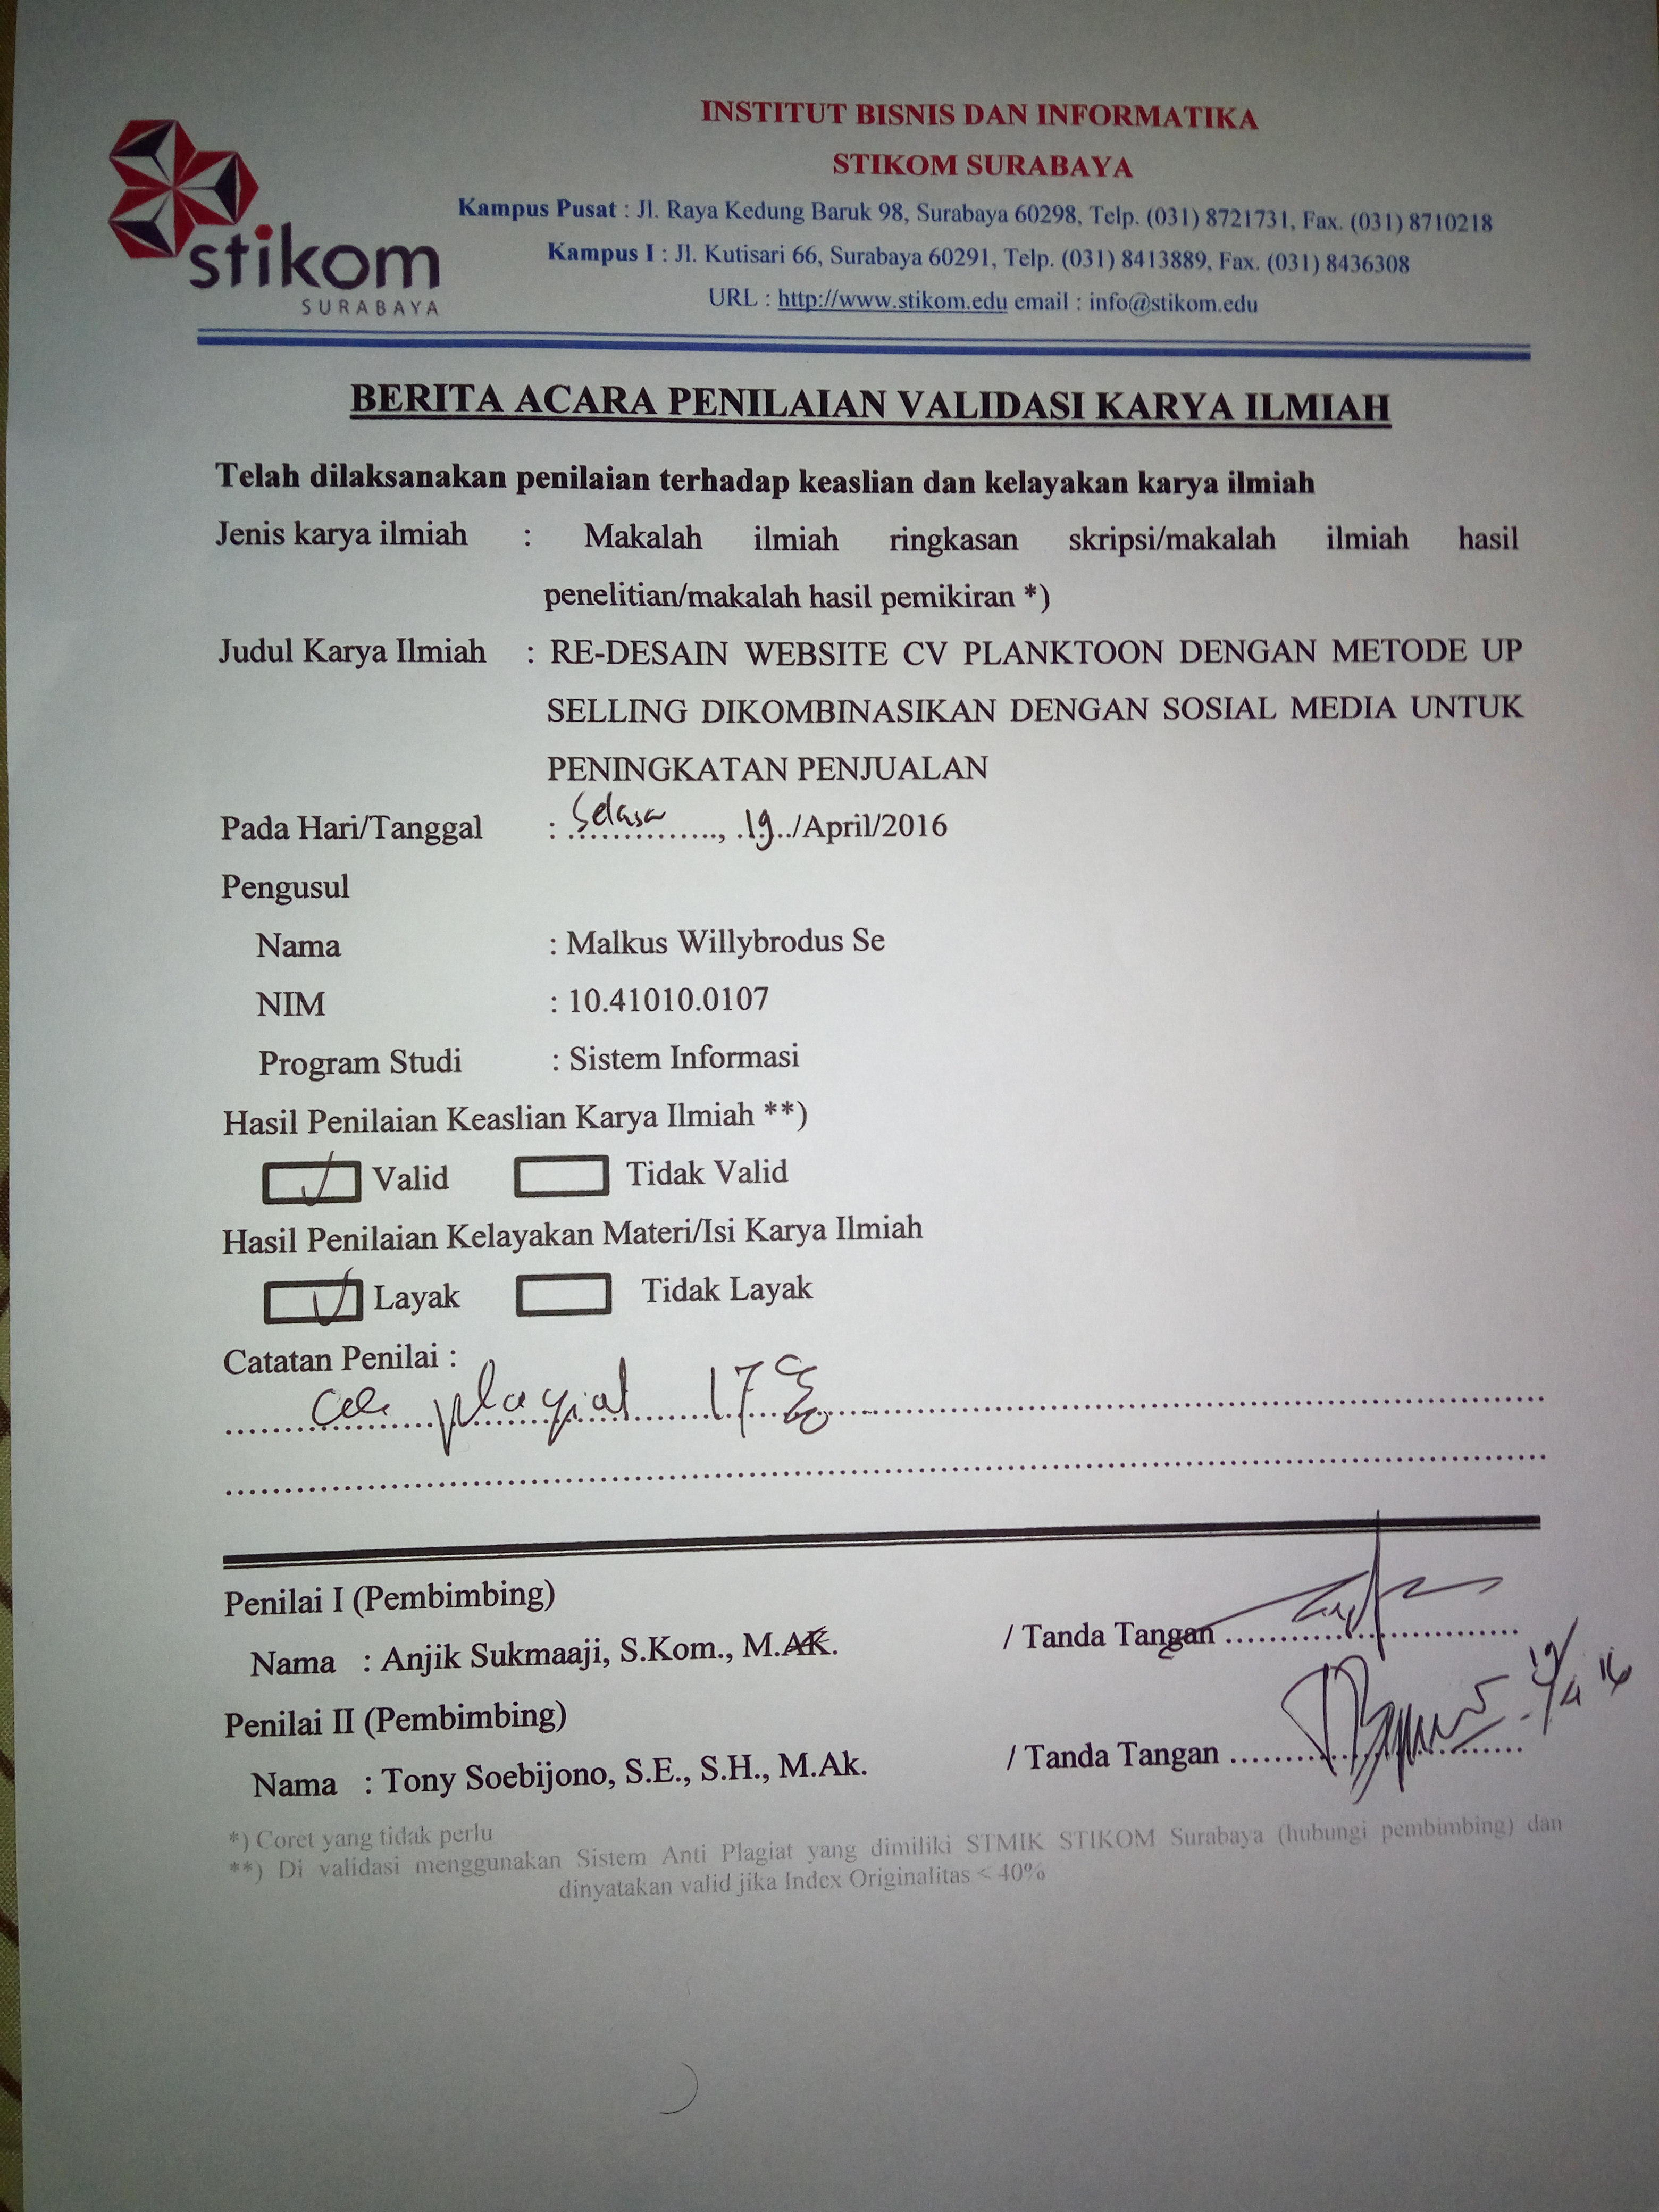 stikom
SURABAYA
INSTITUT BISNIS DAN INFORMATIKA
STIKOM SURABAYA
Kampus Pusat : Jl. Raya Kedung Baruk 98, Surabaya 60298, Telp. (031) 8721731, Fax. (031) 8710218
Kampus I : Jl. Kutisari 66, Surabaya 60291, Telp. (031) 8413889, Fax. (031) 8436308
URL : http://www.stikom.edu email : info@stikom.edu
BERITA ACARA PENILAIAN VALIDASI KARYA ILMIAH
Telah dilaksanakan penilaian terhadap keaslian dan kelayakan karya ilmiah
Jenis karya ilmiah : Makalah ilmiah ringkasan skripsi/makalah ilmiah hasil
penelitian/makalah hasil pemikiran *)
Judul Karya Ilmiah : RE-DESAIN WEBSITE CV PLANKTOON DENGAN METODE UP
SELLING DIKOMBINASIKAN DENGAN SOSIAL MEDIA UNTUK
PENINGKATAN PENJUALAN
Pada Hari/Tanggal : Selasa, 19/April/2016
Pengusul
Nama : Malkus Willybrodus Se
NIM : 10.41010.0107
Program Studi : Sistem Informasi
Hasil Penilaian Keaslian Karya Ilmiah **)
Valid Tidak Valid
Hasil Penilaian Kelayakan Materi/Isi Karya Ilmiah
Layak Tidak Layak
Catatan Penilai :
plagiat 17%
Penilai I (Pembimbing)
Nama : Anjik Sukmaaji, S.Kom., M.AK. / Tanda Tangan
Penilai II (Pembimbing)
Nama : Tony Soebijono, S.E., S.H., M.Ak. / Tanda Tangan 19/4 16
*) Coret yang tidak perlu
**) Di validasi menggunakan Sistem Anti Plagiat yang dimiliki STMIK STIKOM Surabaya (hubungi pembimbing) dan
dinyatakan valid jika Index Originalitas < 40%